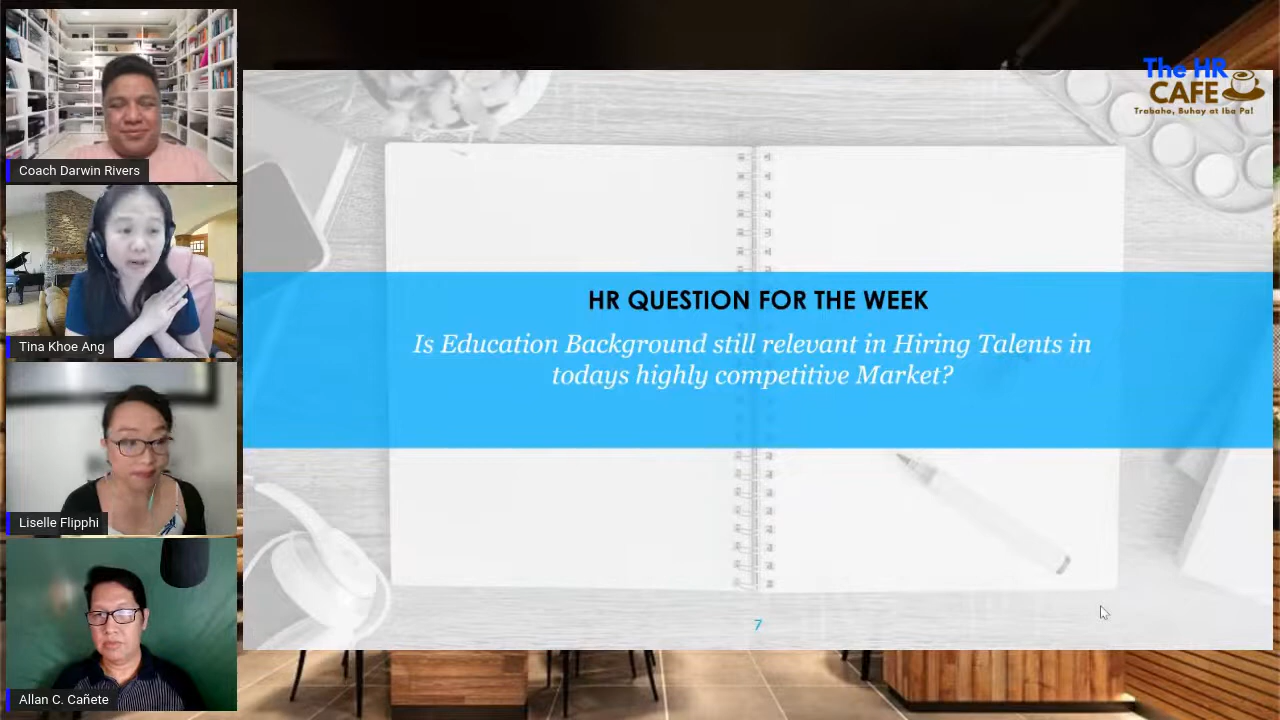 Coach Darwin Rivers
Tina Khoe Ang
Liselle Flipphi
Allan C. Cañete
The HR
CAFE
Trabaho, Buhay at Iba Pa!
HR QUESTION FOR THE WEEK
Is Education Background still relevant in Hiring Talents in
todays highly competitive Market?
7